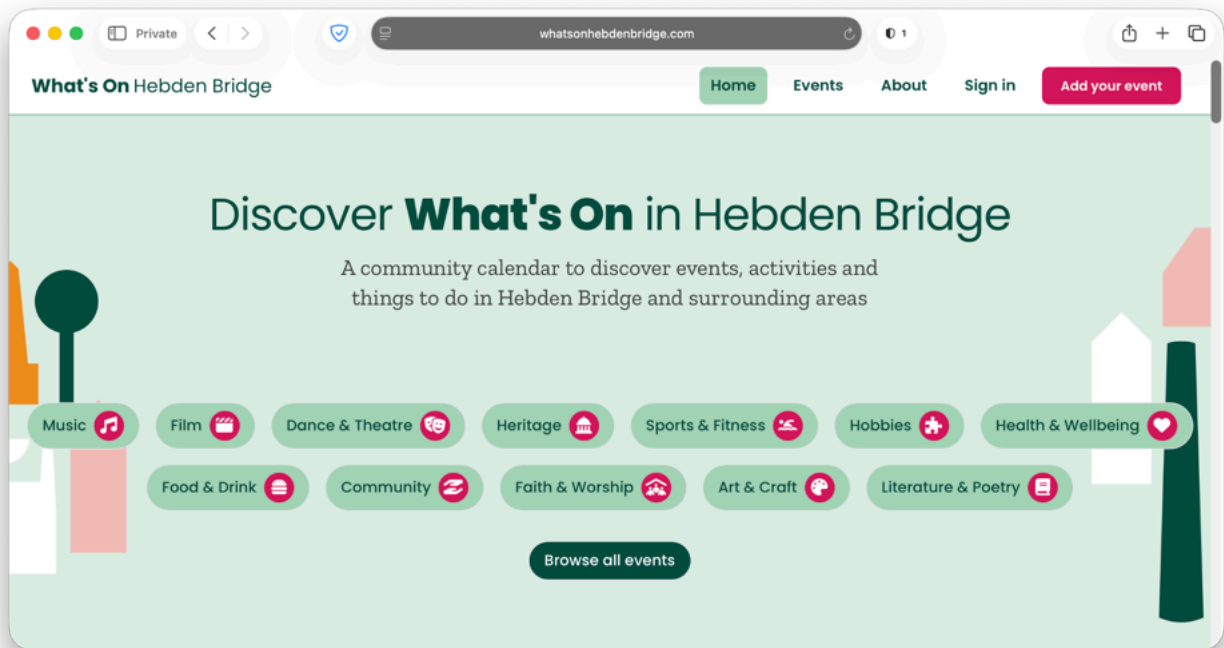 Private
whatsonhebdenbridge.com
1
What's On Hebden Bridge
Home
Events
About
Sign in
Add your event
Discover What's On in Hebden Bridge
A community calendar to discover events, activities and
things to do in Hebden Bridge and surrounding areas
Music
Film
Dance & Theatre
Heritage
Sports & Fitness
Hobbies
Health & Wellbeing
Food & Drink
Community
Faith & Worship
Art & Craft
Literature & Poetry
Browse all events